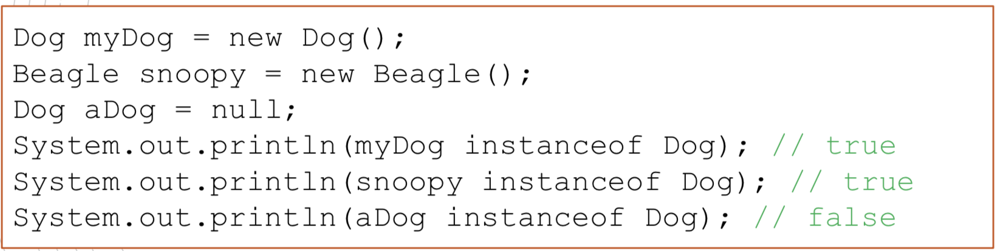 Dog myDog = new Dog();
Beagle snoopy = new Beagle();
Dog aDog = null;
System.out.println(myDog instanceof Dog); // true
System.out.println(snoopy instanceof Dog); // true
System.out.println(aDog instanceof Dog); // false